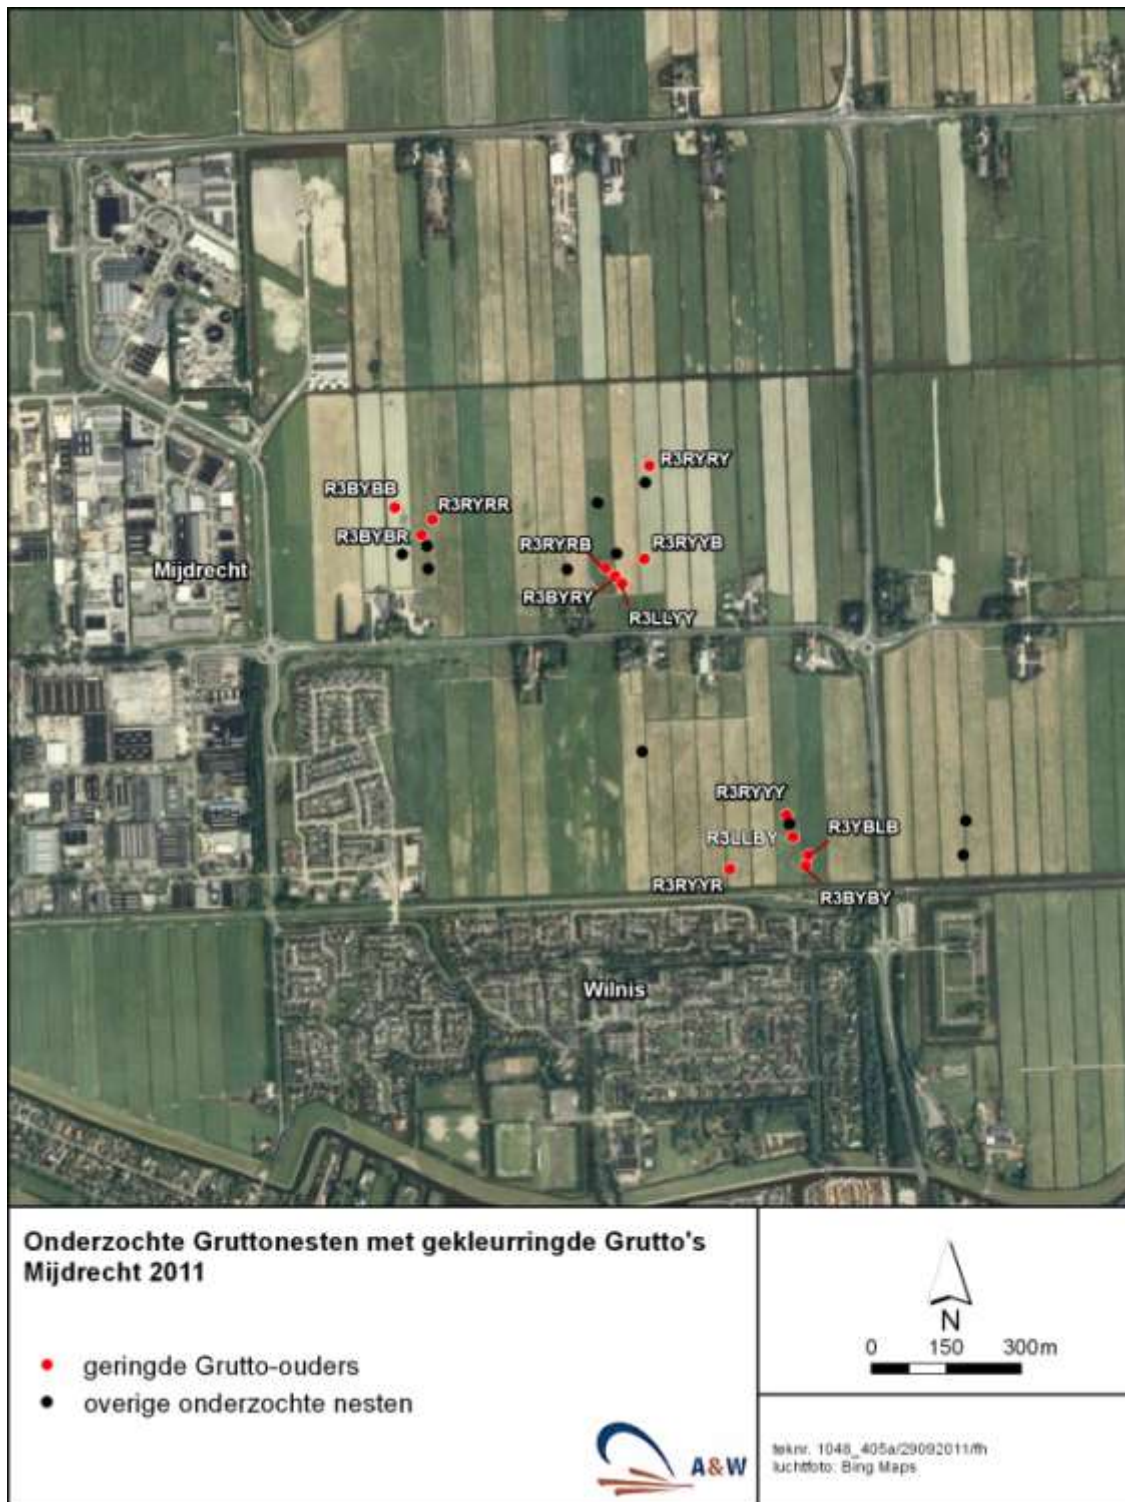 R3RYRY
R3BYBB
R3RYRR
R3BYBR
R3RYRB
R3RYYB
Mijdrecht
R3BYRY
R3LLYY
R3RYYY
R3LLBY
R3YBLB
R3RYYR
R3BYBY
Wilnis
Onderzochte Gruttonesten met gekleurringde Grutto's
Mijdrecht 2011
geringde Grutto-ouders
overige onderzochte nesten
A&W
N
0 150 300m
teknr. 1048_405a/29092011/fh
luchtfoto: Bing Maps